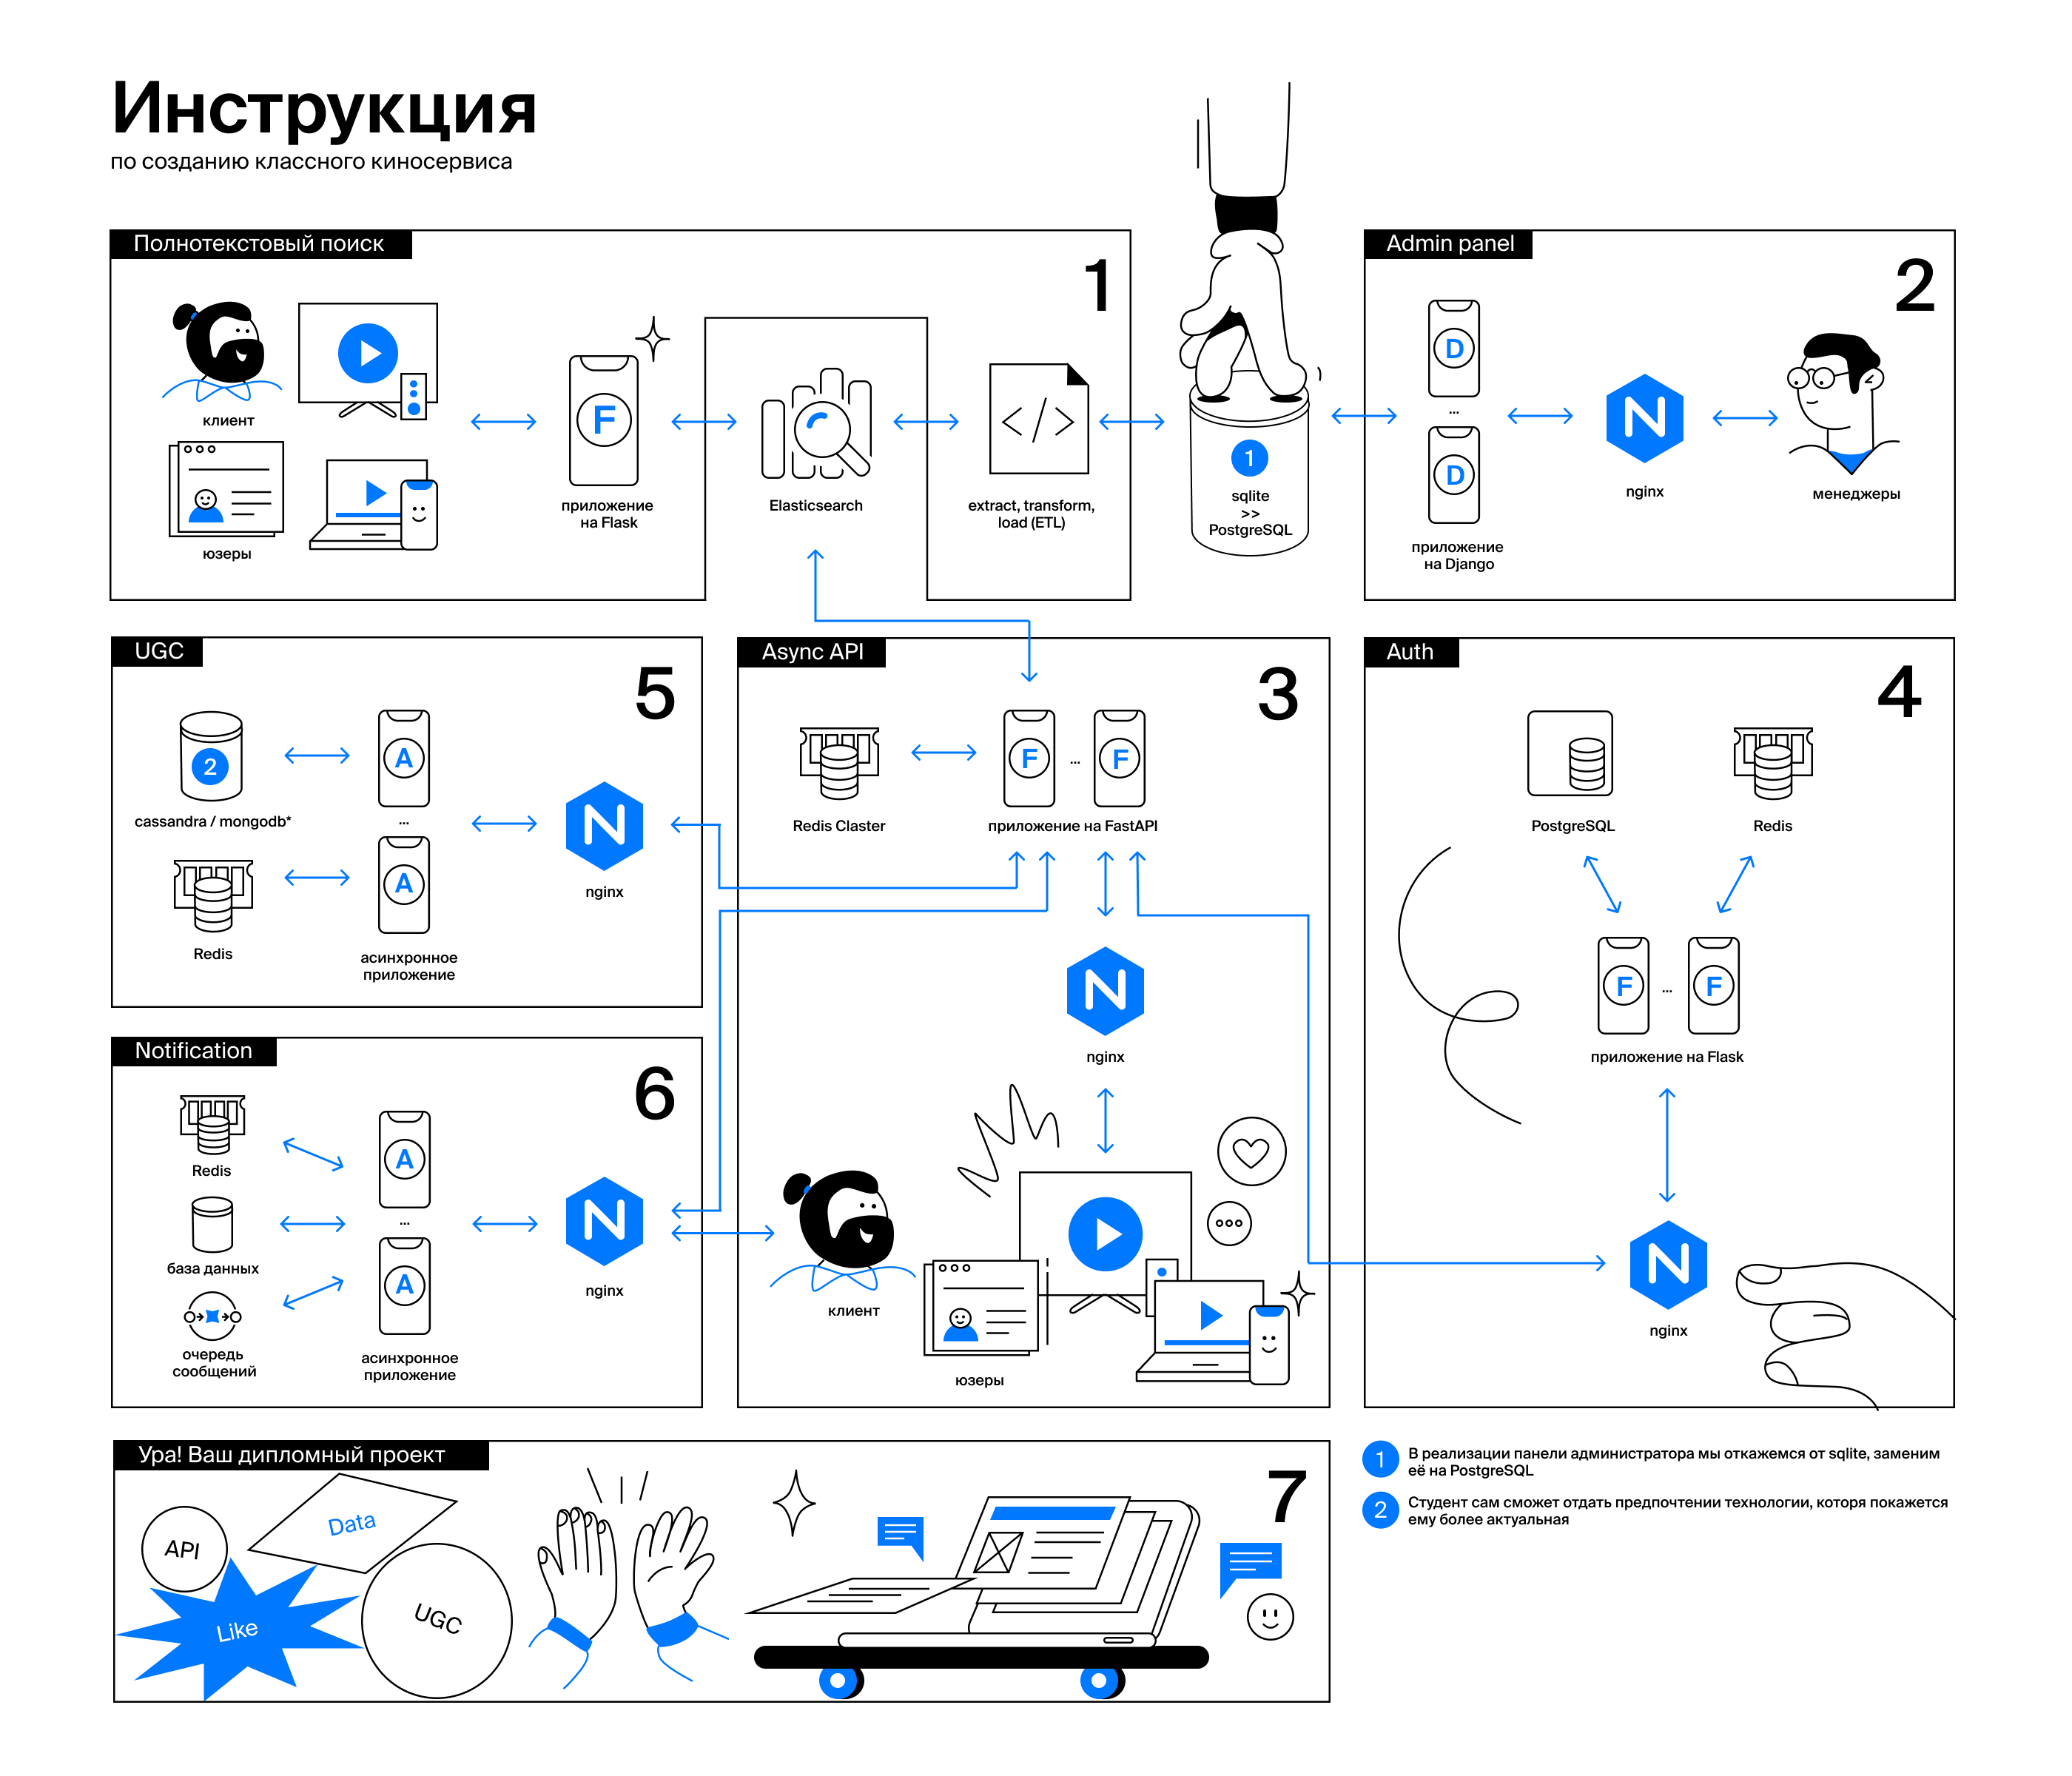 Инструкция
по созданию классного киносервиса
Полнотекстовый поиск
1
клиент
юзеры
F
приложение
на Flask
Elasticsearch
extract, transform,
load (ETL)
1
sqlite
>>
PostgreSQL
Admin panel
2
D
...
D
приложение
на Django
nginx
менеджеры
UGC
5
2
cassandra / mongodb*
Redis
A
...
A
асинхронное
приложение
N
nginx
Async API
3
Redis Claster
F ... F
приложение на FastAPI
N
nginx
клиент
юзеры
Auth
4
PostgreSQL
Redis
F ... F
приложение на Flask
N
nginx
Notification
6
Redis
база данных
очередь
сообщений
A
...
A
асинхронное
приложение
N
nginx
Ура! Ваш дипломный проект
7
API
Data
Like
UGC
1 В реализации панели администратора мы откажемся от sqlite, заменим
её на PostgreSQL
2 Студент сам сможет отдать предпочтении технологии, которя покажется
ему более актуальная